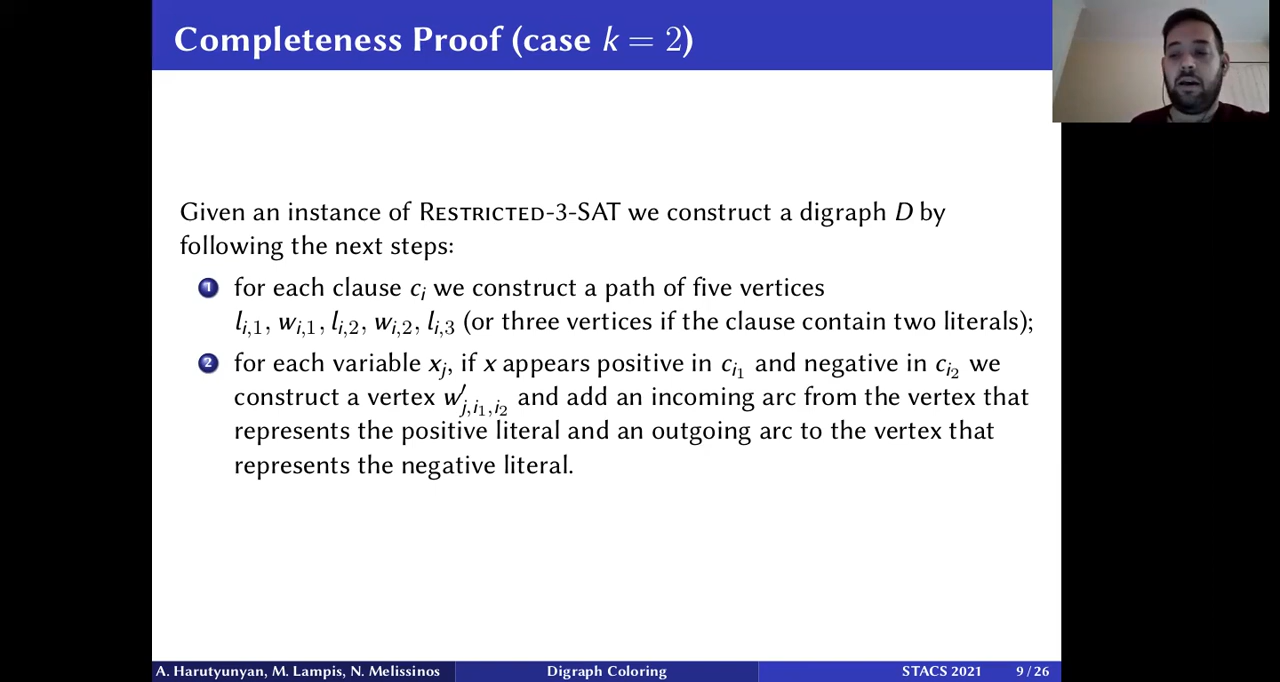 Completeness Proof (case k = 2)
Given an instance of RESTRICTED-3-SAT we construct a digraph D by
following the next steps:
1 for each clause c_i we construct a path of five vertices
l_{i,1}, w_{i,1}, l_{i,2}, w_{i,2}, l_{i,3} (or three vertices if the clause contain two literals);
2 for each variable x_j, if x appears positive in c_{i_1} and negative in c_{i_2} we
construct a vertex w'_{j,i_1,i_2} and add an incoming arc from the vertex that
represents the positive literal and an outgoing arc to the vertex that
represents the negative literal.
A. Harutyunyan, M. Lampis, N. Melissinos Digraph Coloring STACS 2021 9 / 26